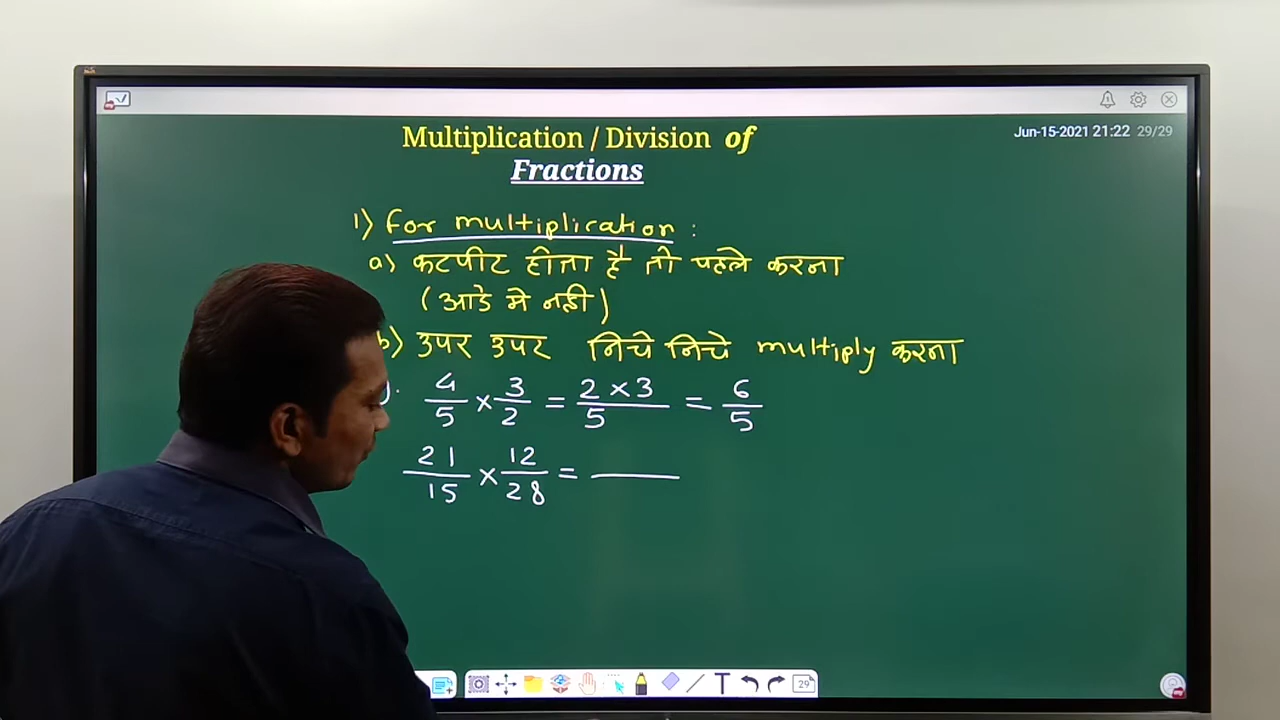 Jun-15-2021 21:22 29/29
Multiplication / Division of
Fractions
1) For multiplication :
a) कटपीट होता है तो पहले करना
(आडे मे नही)
b) उपर उपर निचे निचे multiply करना
4/5 × 3/2 = 2 × 3/5 = 6/5
21/15 × 12/28 =
29